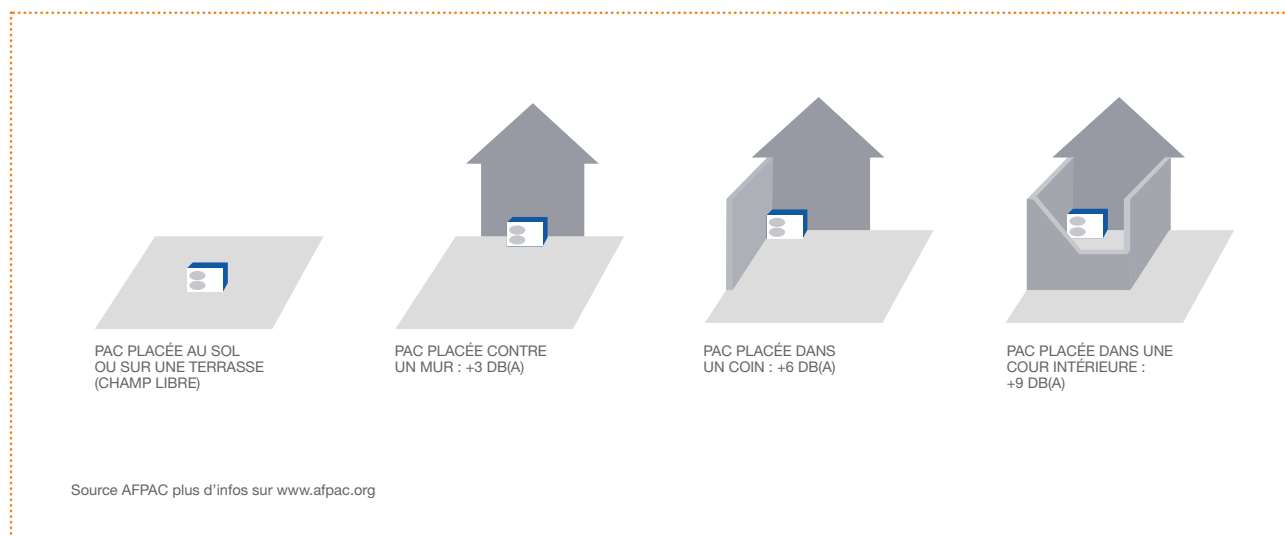 PAC PLACÉE AU SOL
OU SUR UNE TERRASSE
(CHAMP LIBRE)
PAC PLACÉE CONTRE
UN MUR : +3 DB(A)
PAC PLACÉE DANS
UN COIN : +6 DB(A)
PAC PLACÉE DANS UNE
COUR INTÉRIEURE :
+9 DB(A)
Source AFPAC plus d’infos sur www.afpac.org